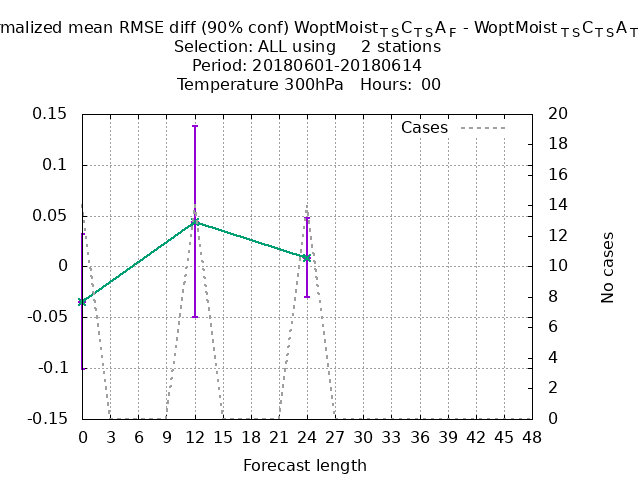 rmalized mean RMSE diff (90% conf) WoptMoist_TSC_TSA_F - WoptMoist_TSC_TSA_T
Selection: ALL using 2 stations
Period: 20180601-20180614
Temperature 300hPa Hours: 00
Cases
0.15
0.1
0.05
0
-0.05
-0.1
-0.15
20
18
16
14
12
10
8
6
4
2
0
No cases
0 3 6 9 12 15 18 21 24 27 30 33 36 39 42 45 48
Forecast length